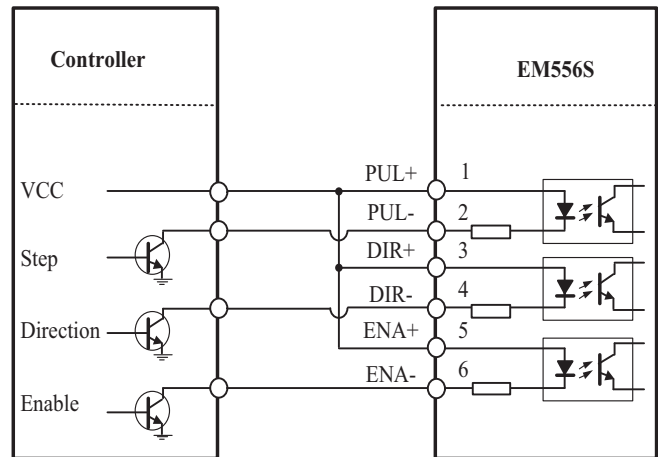 Controller
EM556S
VCC
PUL+ 1
PUL- 2
Step
DIR+ 3
DIR- 4
Direction
ENA+ 5
ENA- 6
Enable